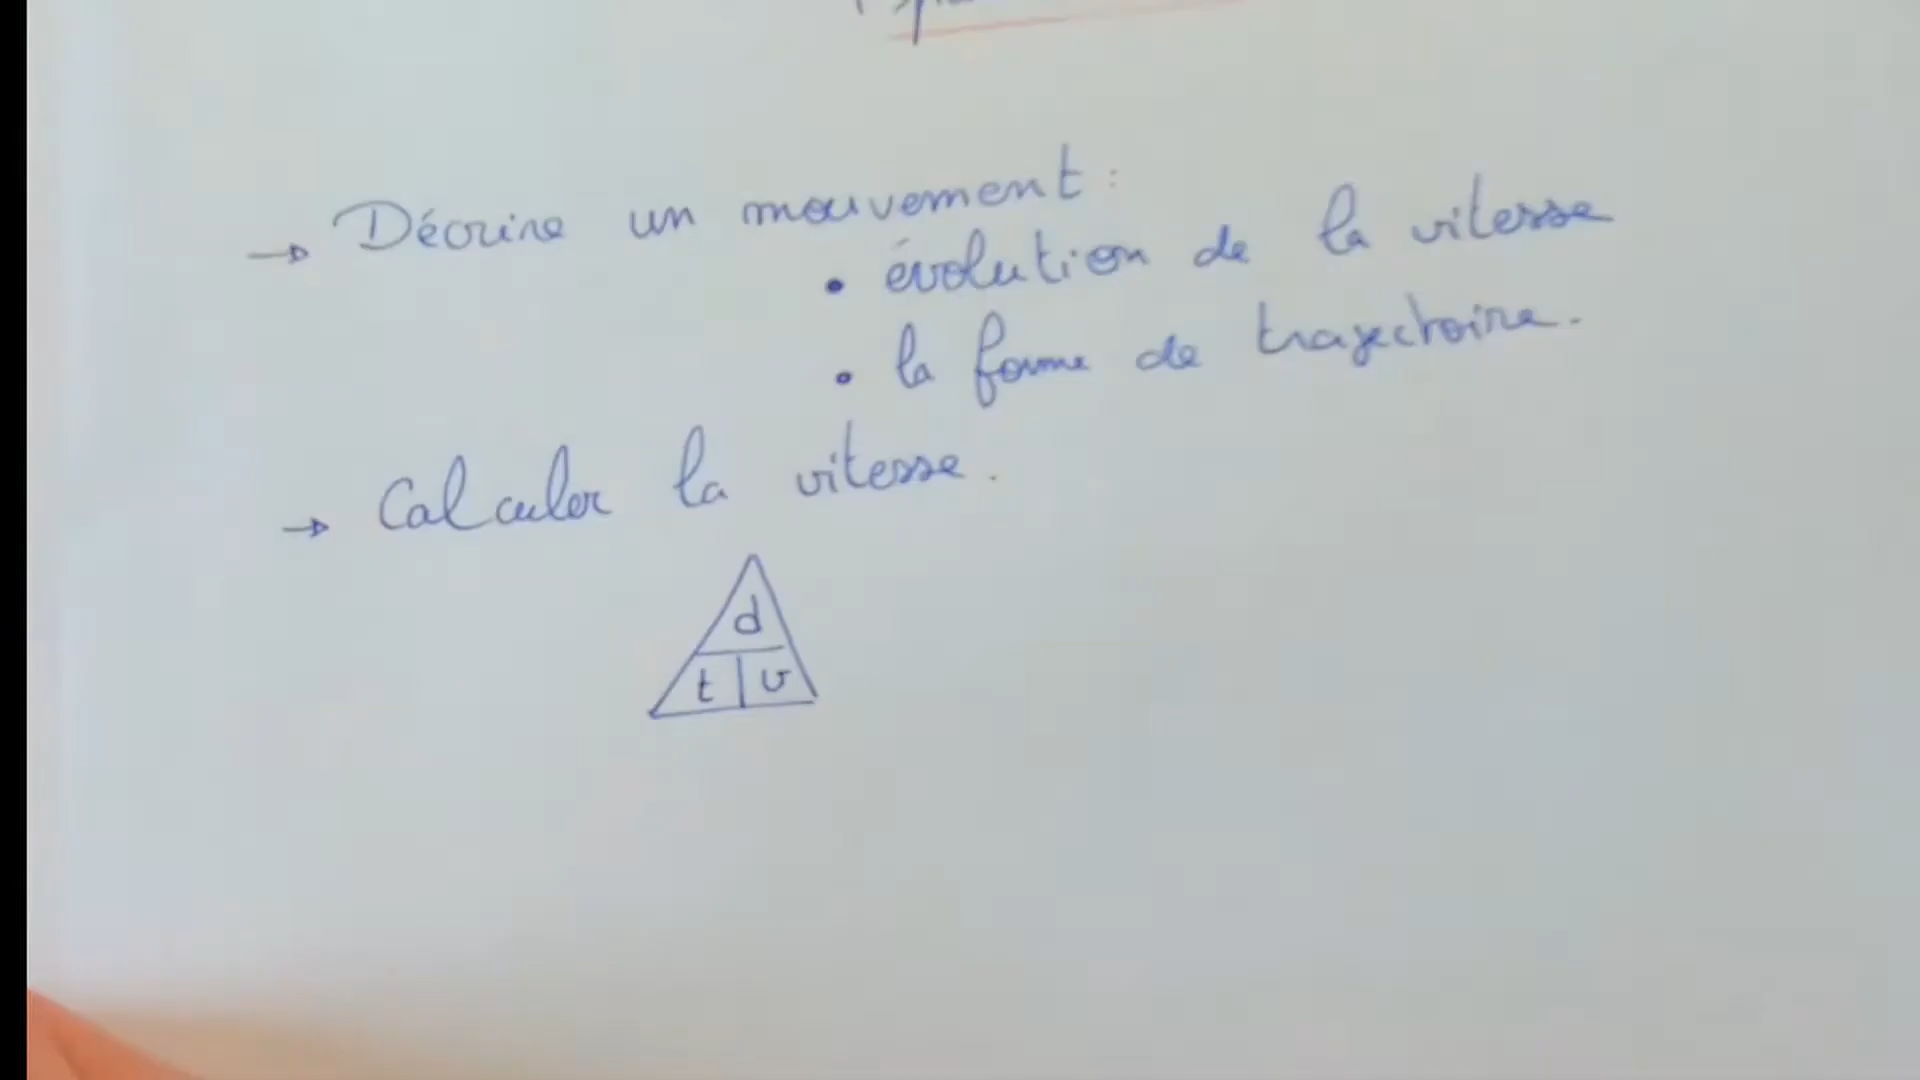 → Décrire un mouvement :
• évolution de la vitesse
• la forme de trajectoire.
→ Calculer la vitesse.
d
t v